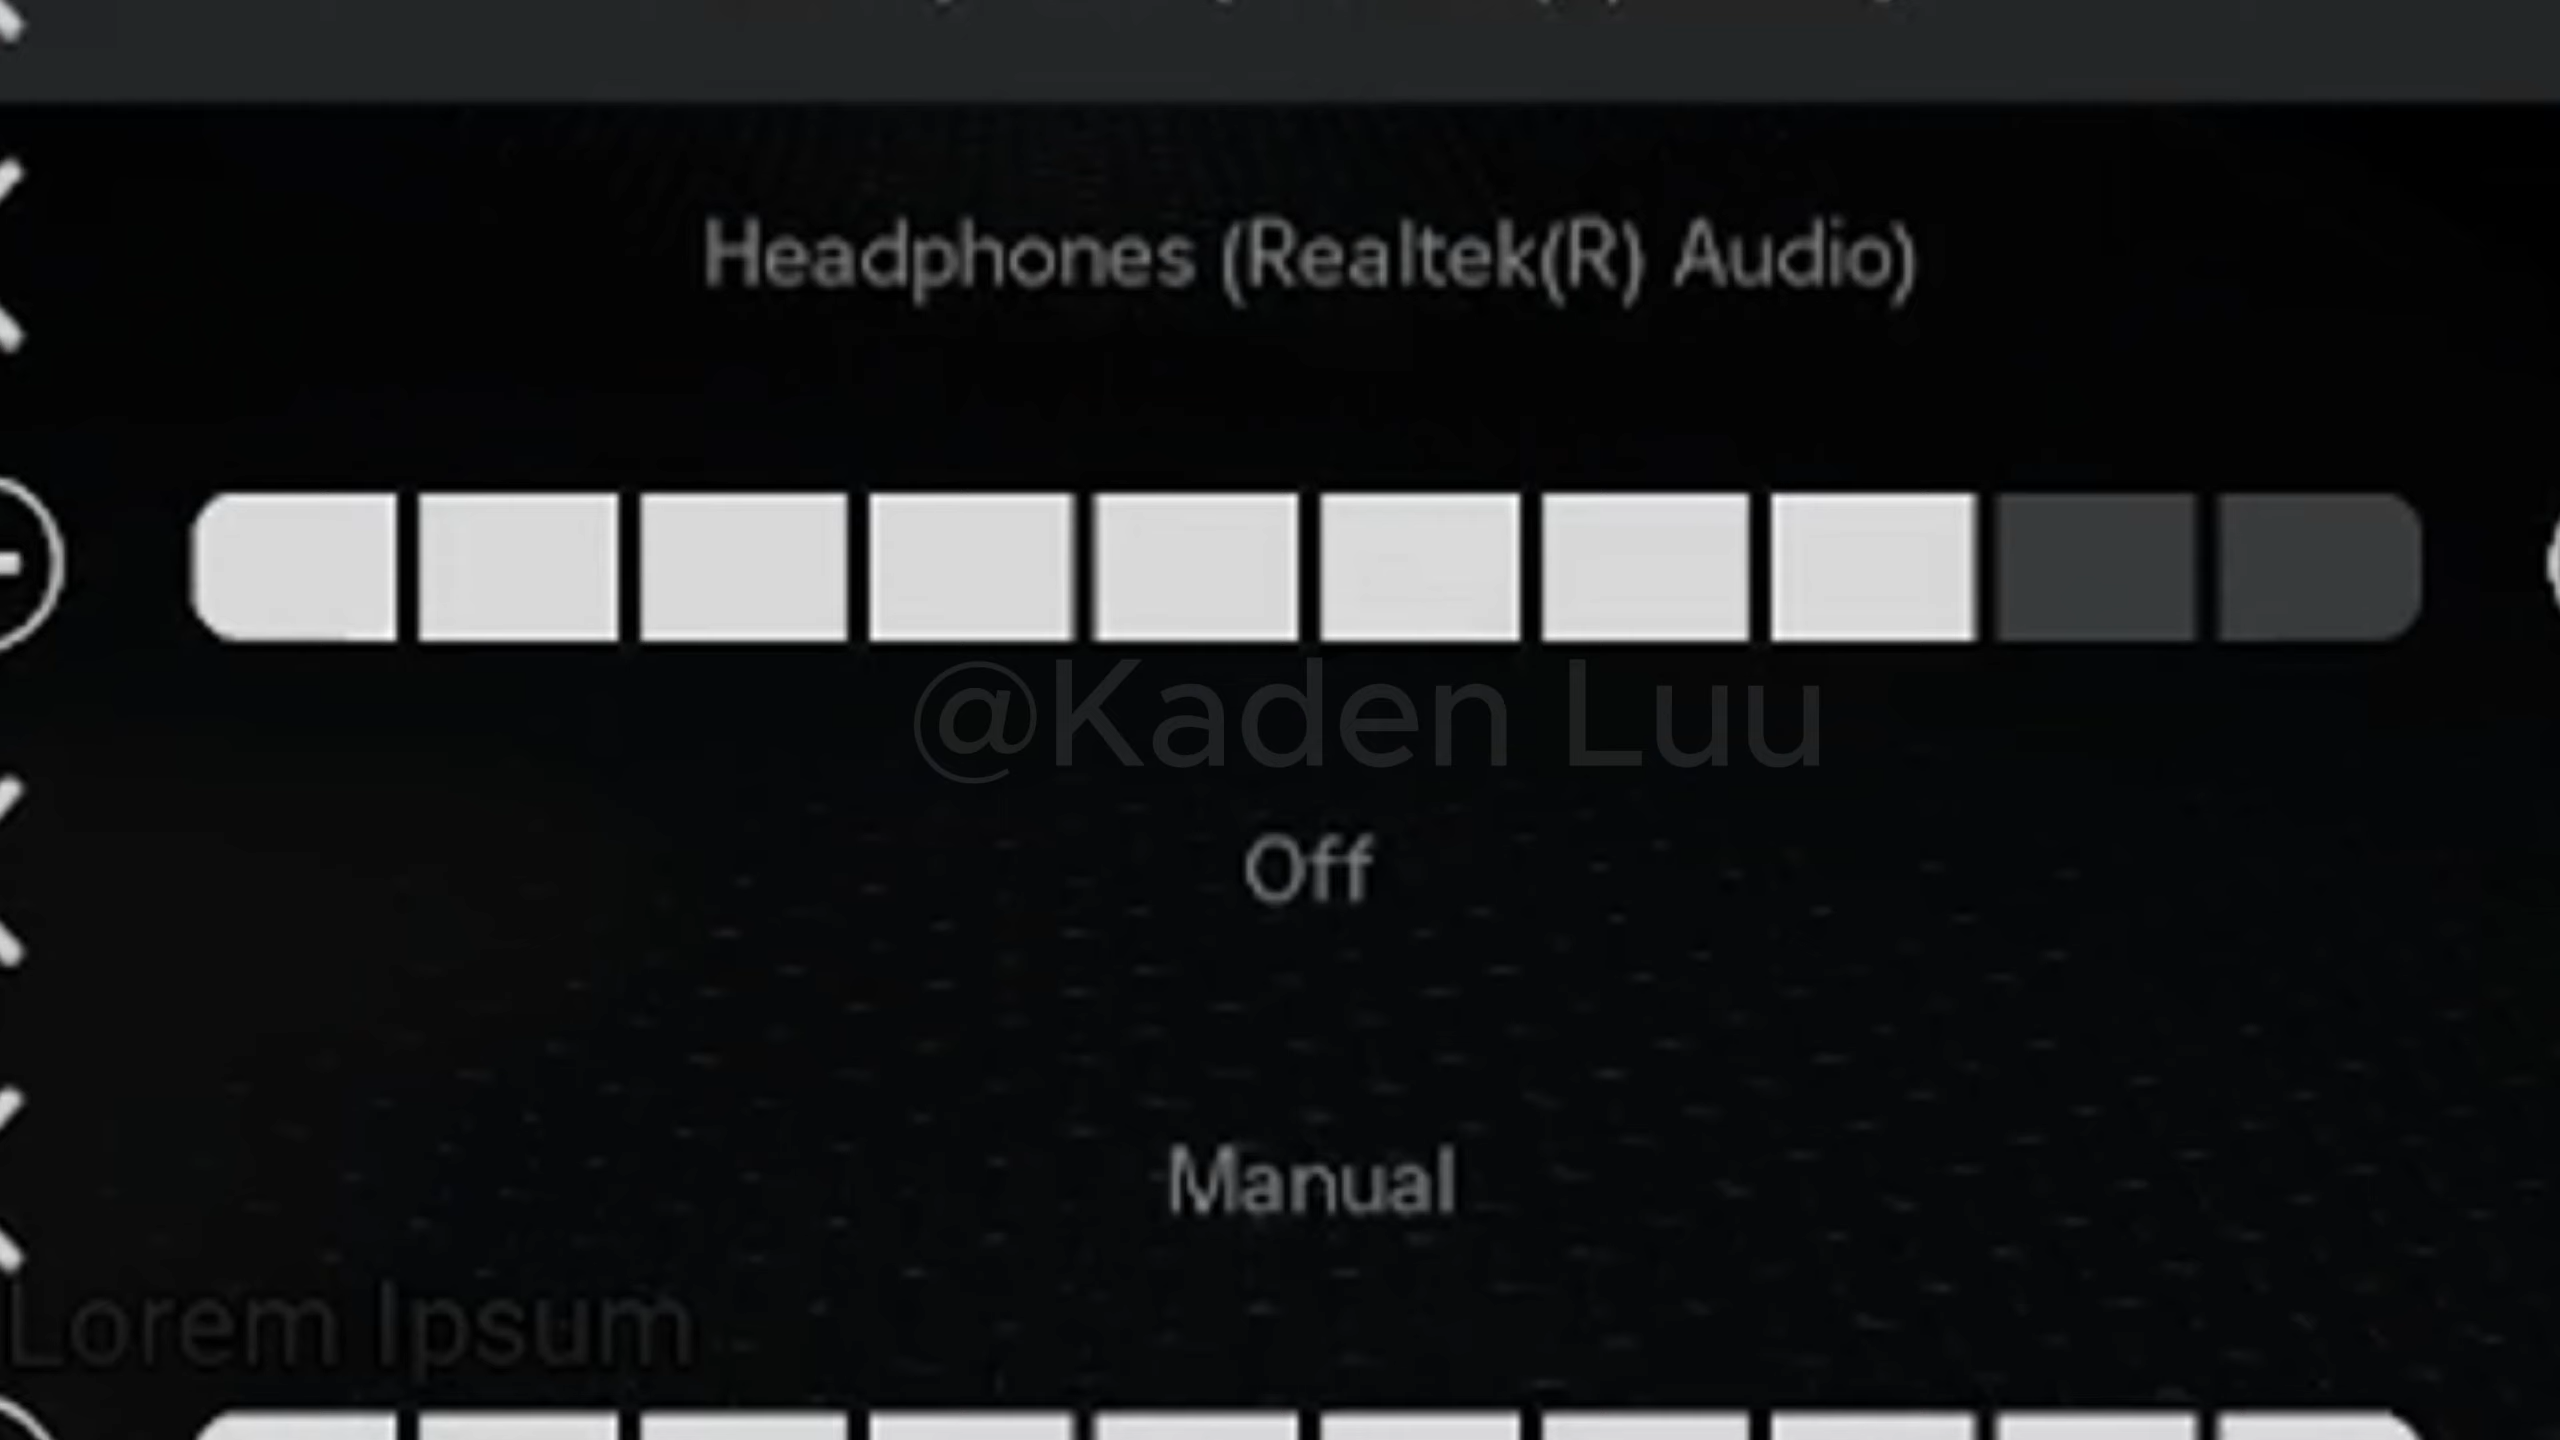 Headphones (Realtek(R) Audio)
@Kaden Luu
Off
Manual
Lorem Ipsum